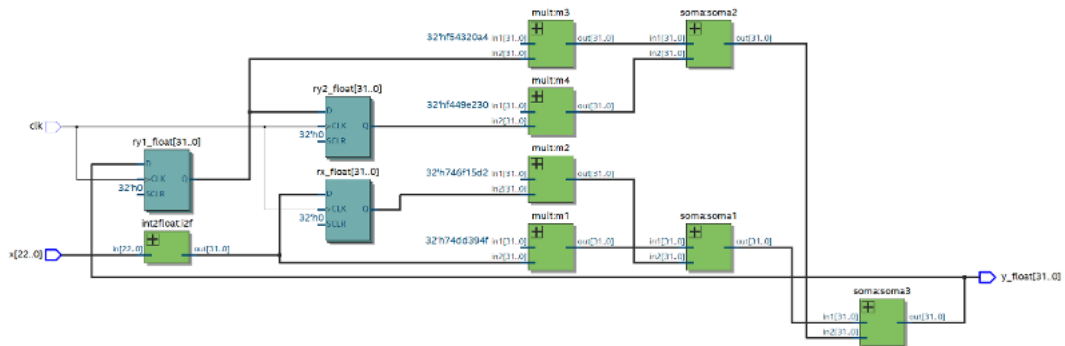 mult:m3
soma:soma2
32'hf54320a4 in1[31..0] out[31..0]
in2[31..0]
in1[31..0] out[31..0]
in2[31..0]
mult:m4
ry2_float[31..0]
32'hf449e230 in1[31..0] out[31..0]
in2[31..0]
D
>CLK Q
32'h0 SCLR
clk
ry1_float[31..0]
D
>CLK Q
32'h0 SCLR
mult:m2
rx_float[31..0]
32'h746f15d2 in1[31..0] out[31..0]
in2[31..0]
D
>CLK Q
32'h0 SCLR
int2float:i2f
in[22..0] out[31..0]
x[22..0]
mult:m1
soma:soma1
32'h74dd394f in1[31..0] out[31..0]
in2[31..0]
in1[31..0] out[31..0]
in2[31..0]
y_float[31..0]
soma:soma3
in1[31..0] out[31..0]
in2[31..0]